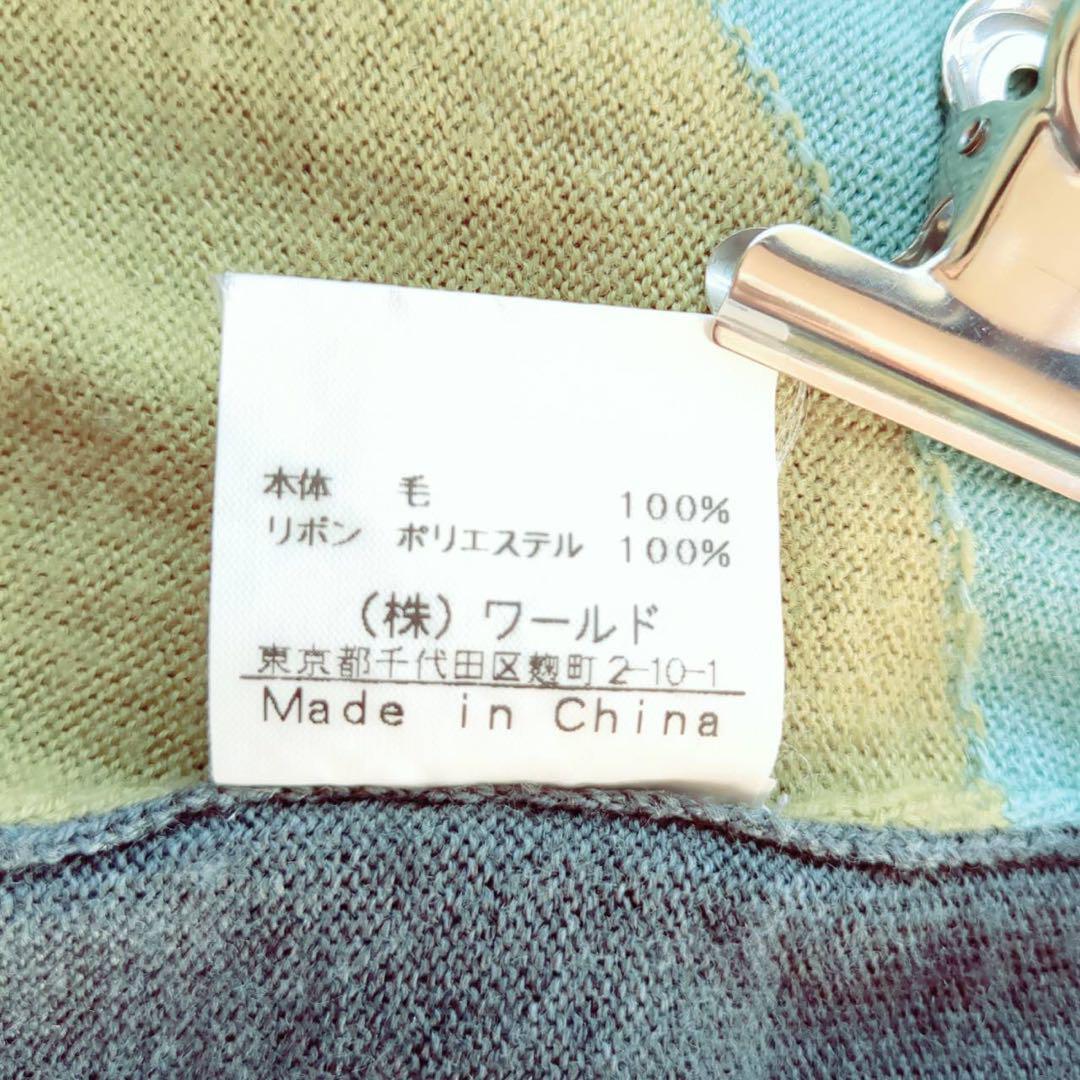 本体 毛 100%
リボン ポリエステル 100%
(株) ワールド
東京都千代田区麹町2-10-1
Made in China